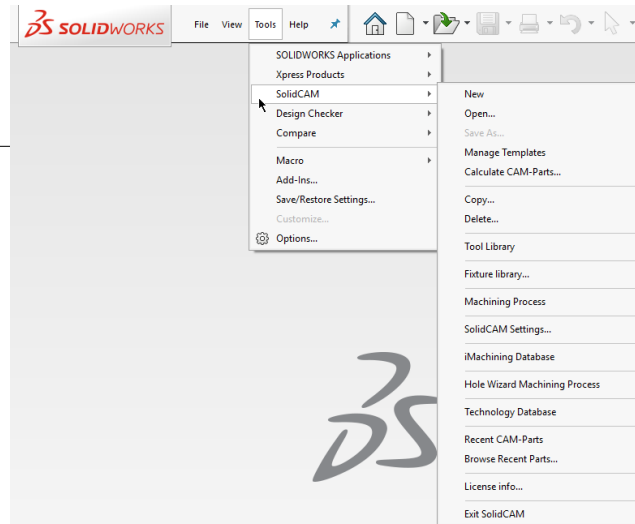 SOLIDWORKS File View Tools Help
SOLIDWORKS Applications
Xpress Products
SolidCAM
Design Checker
Compare
Macro
Add-Ins...
Save/Restore Settings...
Customize...
Options...
New
Open...
Save As...
Manage Templates
Calculate CAM-Parts...
Copy...
Delete...
Tool Library
Fixture library...
Machining Process
SolidCAM Settings...
iMachining Database
Hole Wizard Machining Process
Technology Database
Recent CAM-Parts
Browse Recent Parts...
License info...
Exit SolidCAM